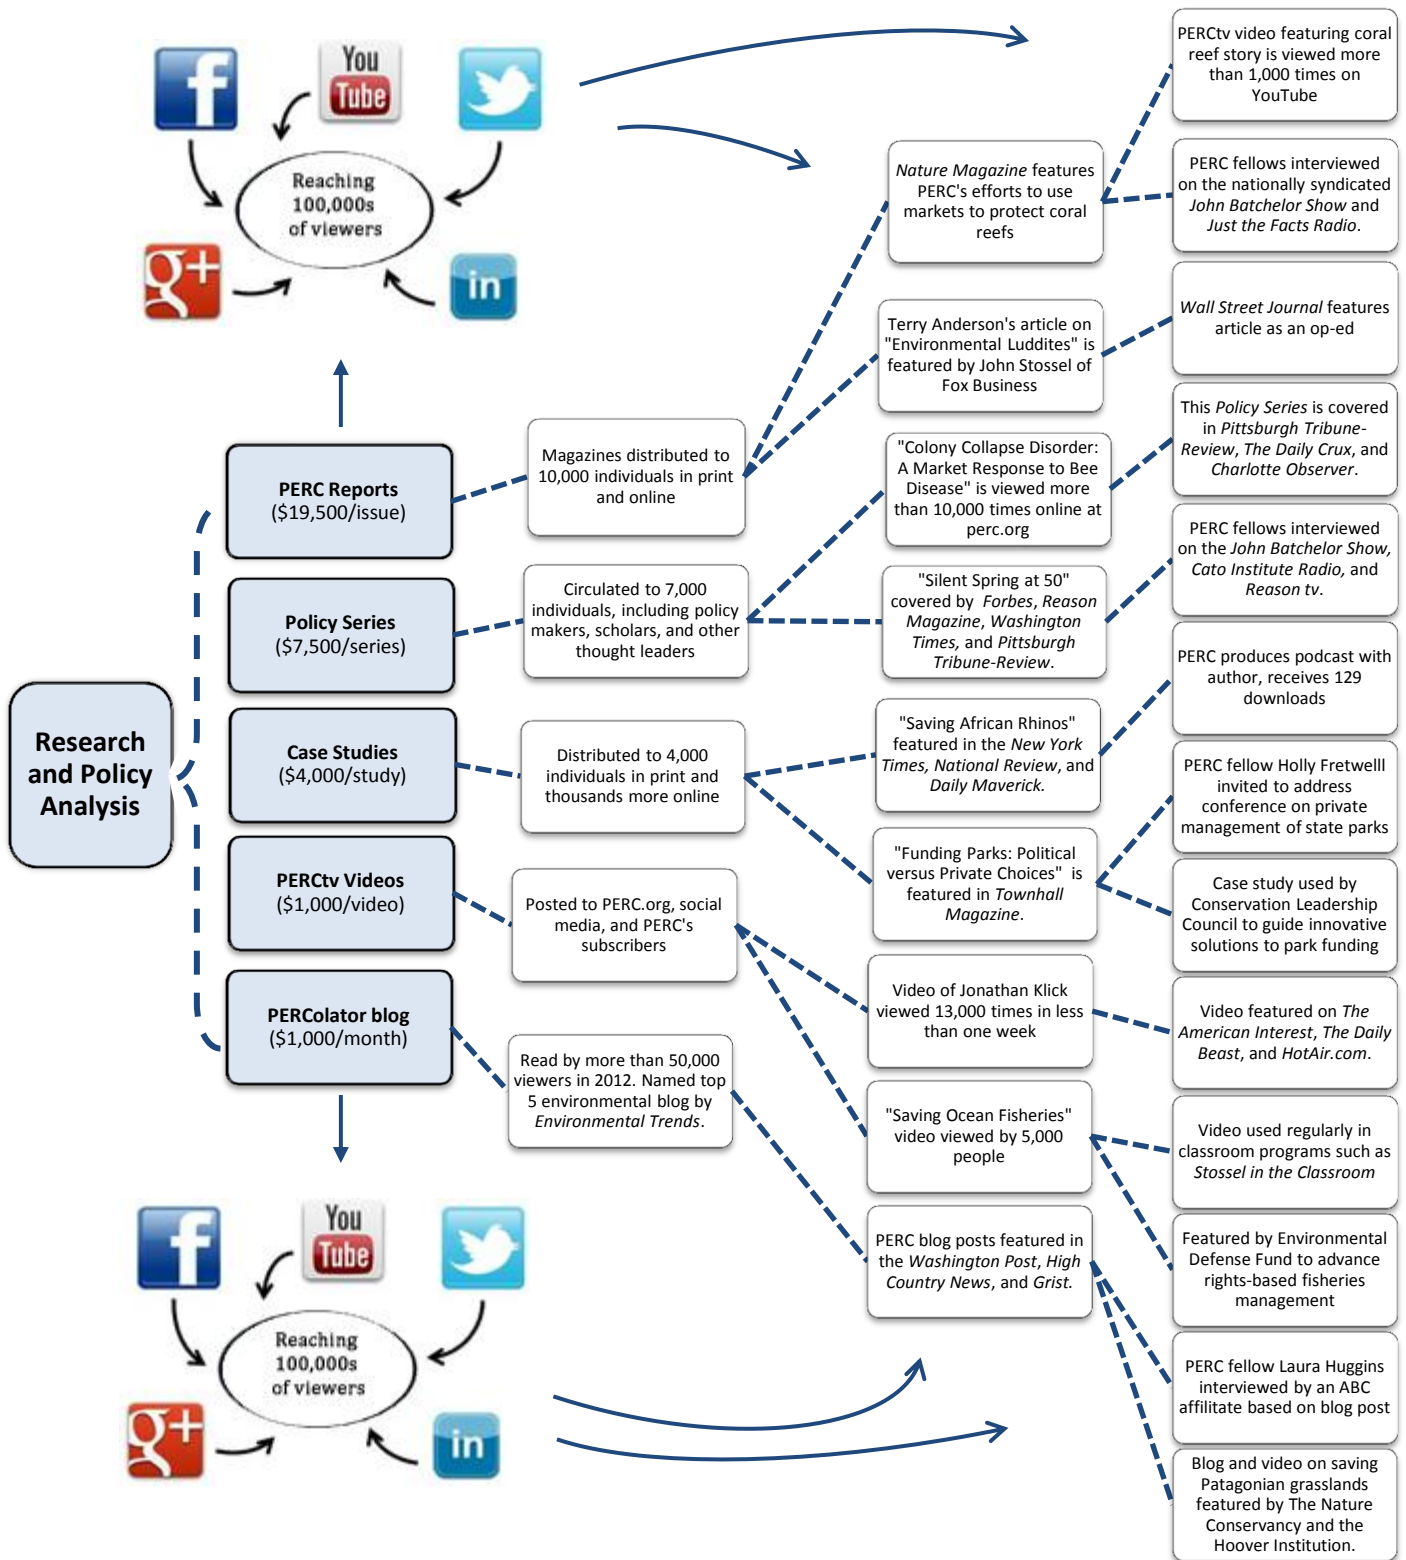 You
Tube
Reaching
100,000s
of viewers
g+
in
Research
and Policy
Analysis
PERC Reports
($19,500/issue)
Policy Series
($7,500/series)
Case Studies
($4,000/study)
PERCtv Videos
($1,000/video)
PERColator blog
($1,000/month)
Magazines distributed to
10,000 individuals in print
and online
Circulated to 7,000
individuals, including policy
makers, scholars, and other
thought leaders
Distributed to 4,000
individuals in print and
thousands more online
Posted to PERC.org, social
media, and PERC's
subscribers
Read by more than 50,000
viewers in 2012. Named top
5 environmental blog by
Environmental Trends.
Nature Magazine features
PERC's efforts to use
markets to protect coral
reefs
Terry Anderson's article on
"Environmental Luddites" is
featured by John Stossel of
Fox Business
"Colony Collapse Disorder:
A Market Response to Bee
Disease" is viewed more
than 10,000 times online at
perc.org
"Silent Spring at 50"
covered by Forbes, Reason
Magazine, Washington
Times, and Pittsburgh
Tribune-Review.
"Saving African Rhinos"
featured in the New York
Times, National Review, and
Daily Maverick.
"Funding Parks: Political
versus Private Choices" is
featured in Townhall
Magazine.
Video of Jonathan Klick
viewed 13,000 times in less
than one week
"Saving Ocean Fisheries"
video viewed by 5,000
people
PERC blog posts featured in
the Washington Post, High
Country News, and Grist.
PERCtv video featuring coral
reef story is viewed more
than 1,000 times on
YouTube
PERC fellows interviewed
on the nationally syndicated
John Batchelor Show and
Just the Facts Radio.
Wall Street Journal features
article as an op-ed
This Policy Series is covered
in Pittsburgh Tribune-
Review, The Daily Crux, and
Charlotte Observer.
PERC fellows interviewed
on the John Batchelor Show,
Cato Institute Radio, and
Reason tv.
PERC produces podcast with
author, receives 129
downloads
PERC fellow Holly Fretwelll
invited to address
conference on private
management of state parks
Case study used by
Conservation Leadership
Council to guide innovative
solutions to park funding
Video featured on The
American Interest, The Daily
Beast, and HotAir.com.
Video used regularly in
classroom programs such as
Stossel in the Classroom
Featured by Environmental
Defense Fund to advance
rights-based fisheries
management
PERC fellow Laura Huggins
interviewed by an ABC
affilitate based on blog post
Blog and video on saving
Patagonian grasslands
featured by The Nature
Conservancy and the
Hoover Institution.
You
Tube
Reaching
100,000s
of viewers
g+
in